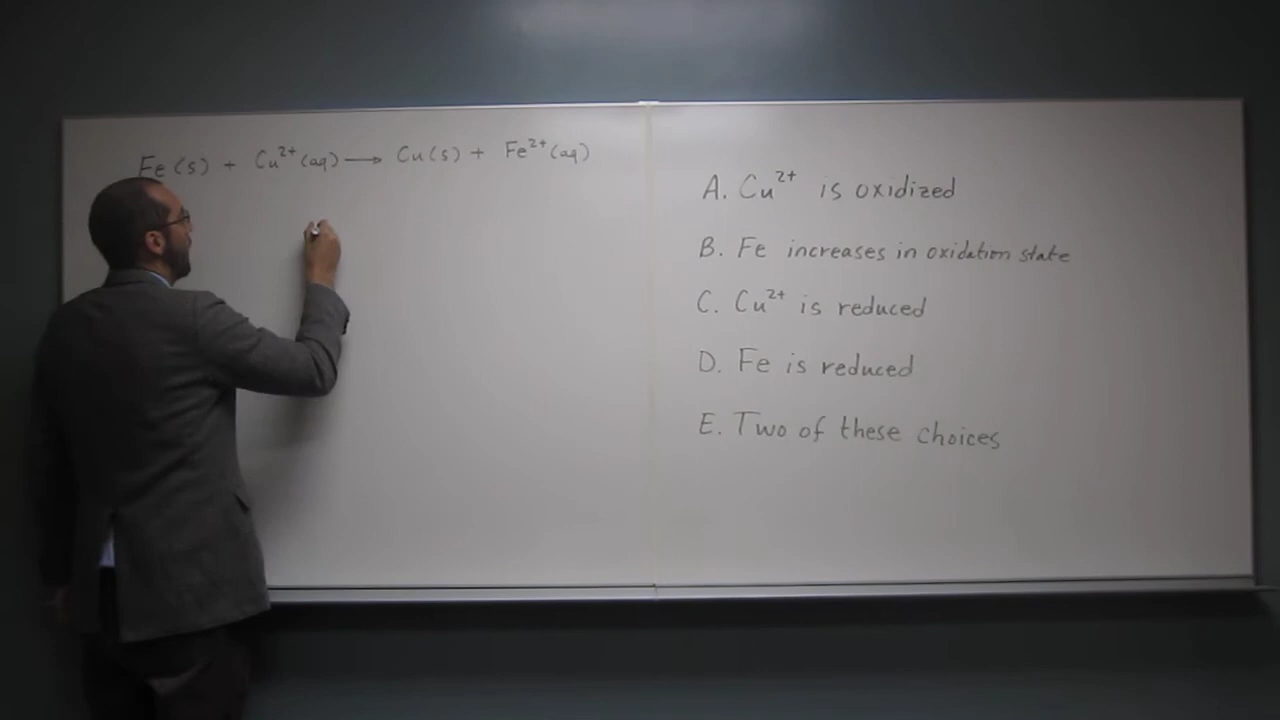 Fe(s) + Cu²⁺(aq) ⟶ Cu(s) + Fe²⁺(aq)
A. Cu²⁺ is oxidized
B. Fe increases in oxidation state
C. Cu²⁺ is reduced
D. Fe is reduced
E. Two of these choices